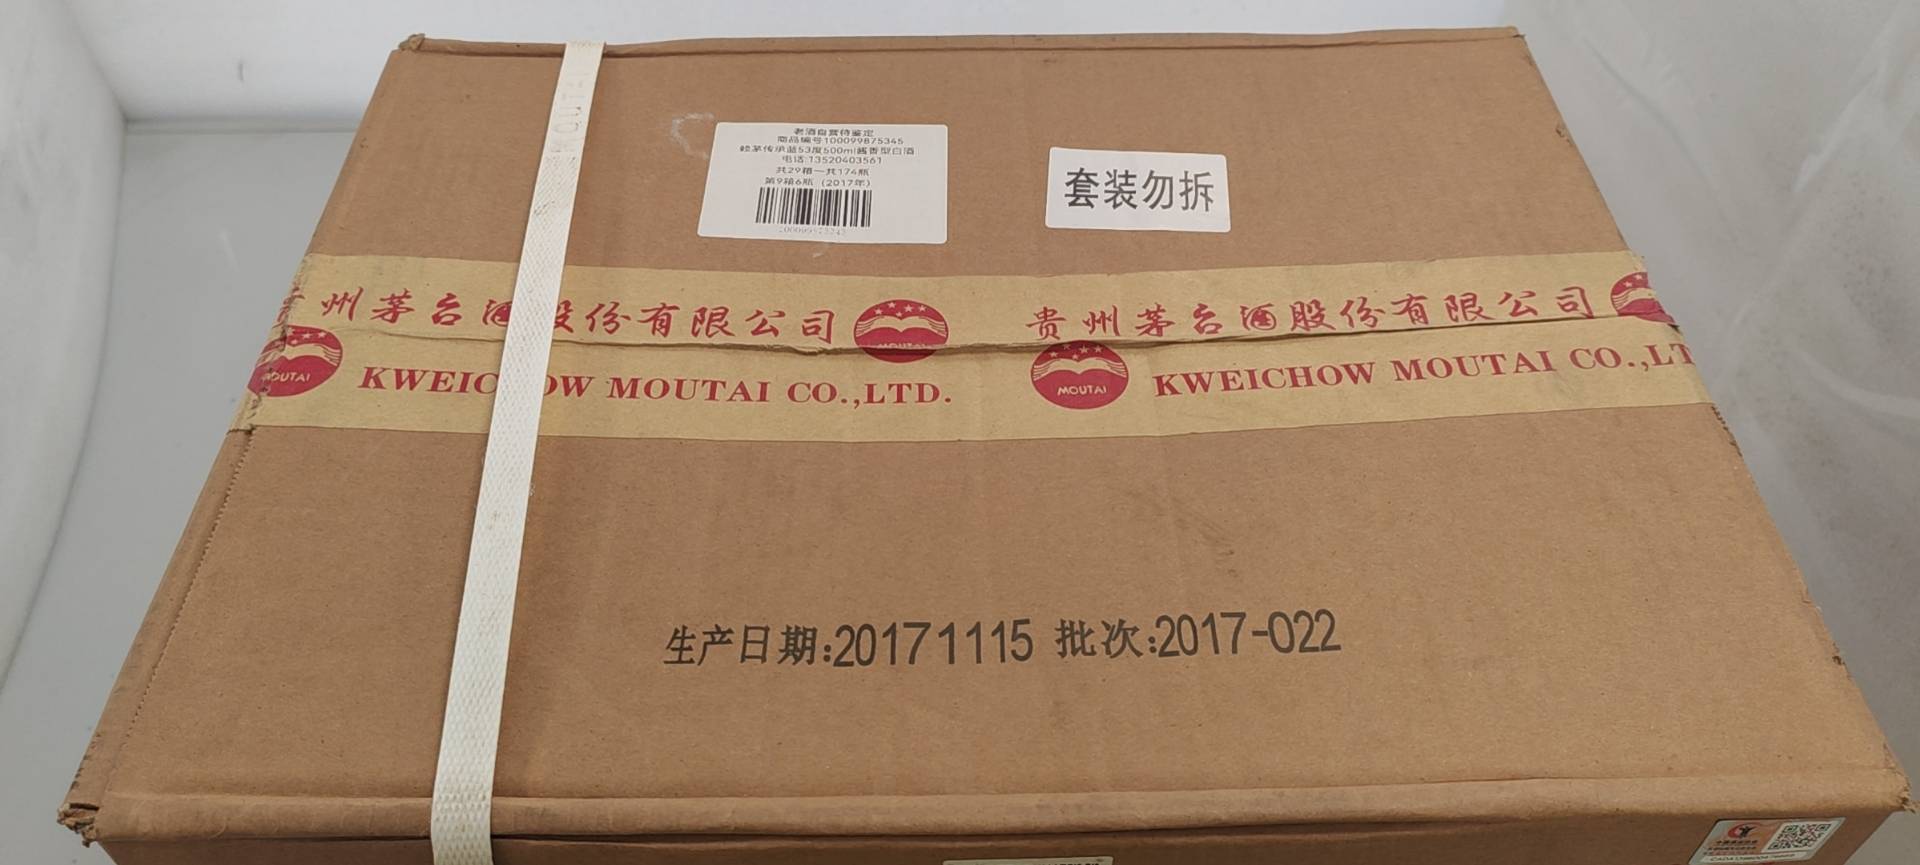 MOUTAI
老酒自营待鉴定
商品编号100099875345
赖茅传承蓝53度500ml酱香型白酒
电话:13520403561
共29箱一共174瓶
第9箱6瓶（2017年）
套装勿拆
贵州茅台酒股份有限公司 MOUTAI 贵州茅台酒股份有限公司
MOUTAI KWEICHOW MOUTAI CO.,LTD. MOUTAI KWEICHOW MOUTAI CO.,LT
生产日期:20171115 批次:2017-022